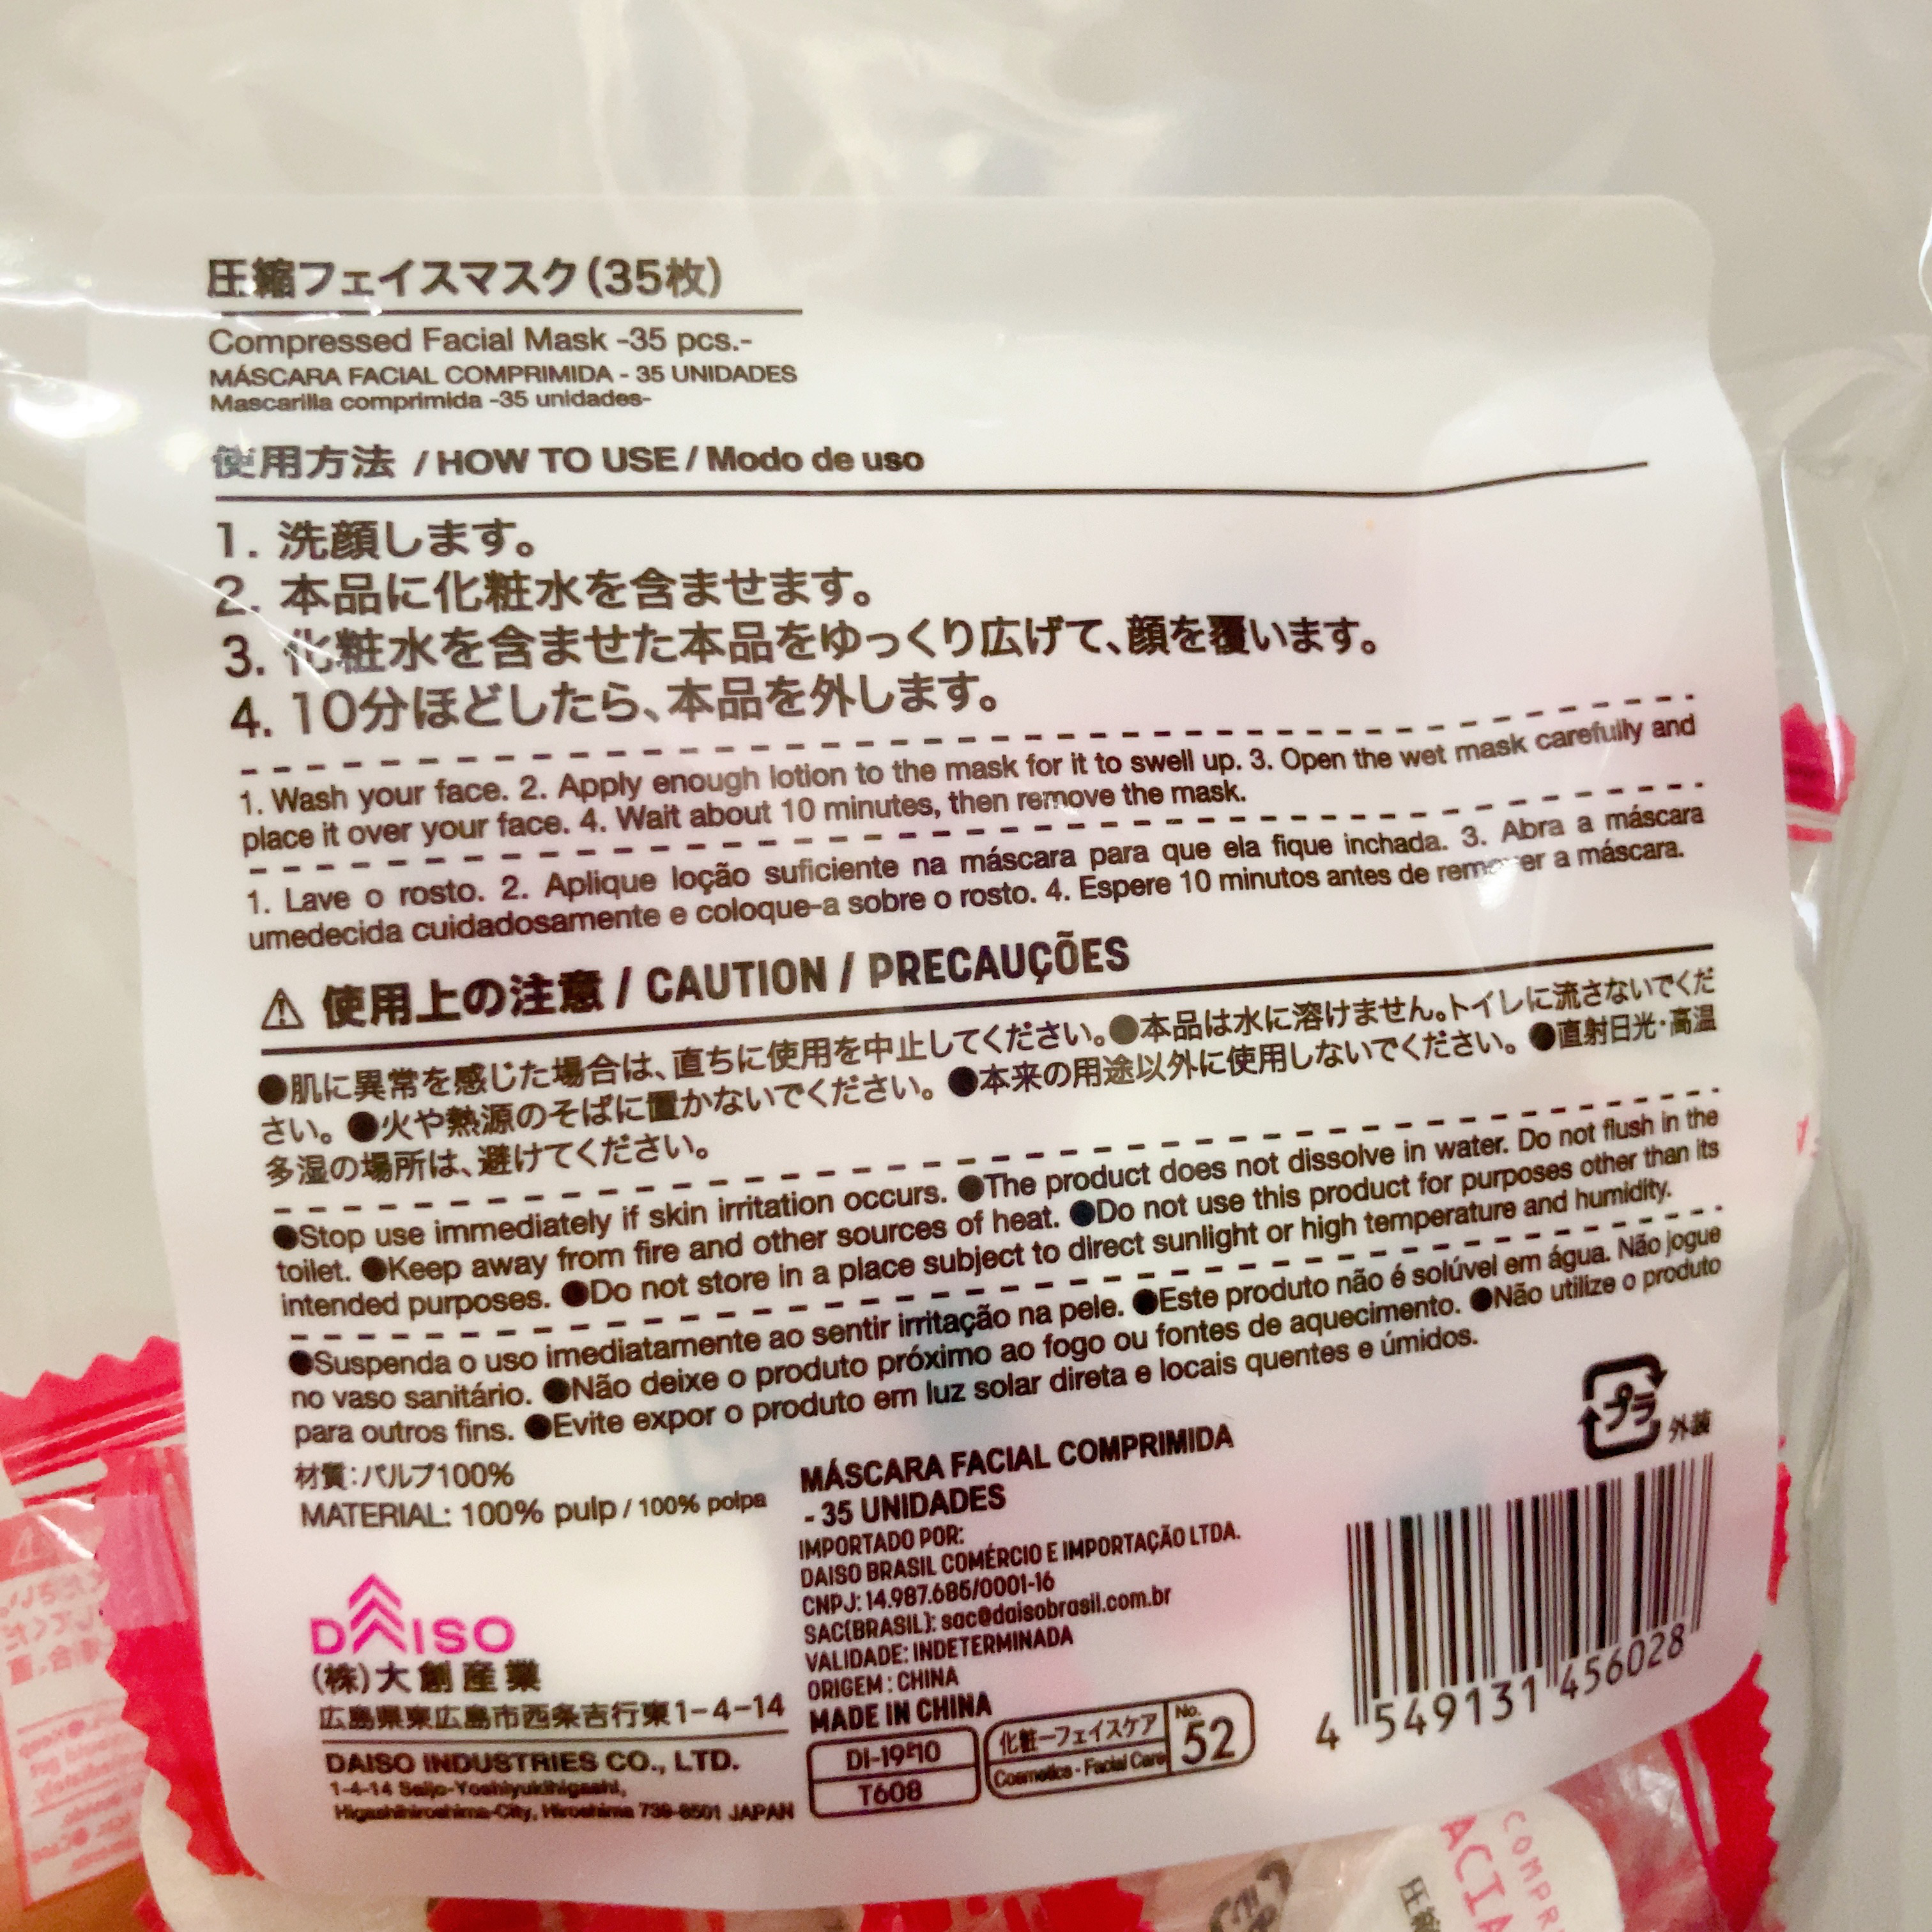 圧縮フェイスマスク(35枚)
Compressed Facial Mask -35 pcs.-
MÁSCARA FACIAL COMPRIMIDA - 35 UNIDADES
Mascarilla comprimida -35 unidades-
使用方法 / HOW TO USE / Modo de uso
1. 洗顔します。
2. 本品に化粧水を含ませます。
3. 化粧水を含ませた本品をゆっくり広げて、顔を覆います。
4. 10分ほどしたら、本品を外します。
1. Wash your face. 2. Apply enough lotion to the mask for it to swell up. 3. Open the wet mask carefully and
place it over your face. 4. Wait about 10 minutes, then remove the mask.
1. Lave o rosto. 2. Aplique loção suficiente na máscara para que ela fique inchada. 3. Abra a máscara
umedecida cuidadosamente e coloque-a sobre o rosto. 4. Espere 10 minutos antes de remover a máscara.
⚠ 使用上の注意 / CAUTION / PRECAUÇÕES
●肌に異常を感じた場合は、直ちに使用を中止してください。●本品は水に溶けません。トイレに流さないでくだ
さい。●火や熱源のそばに置かないでください。●本来の用途以外に使用しないでください。●直射日光・高温
多湿の場所は、避けてください。
●Stop use immediately if skin irritation occurs. ●The product does not dissolve in water. Do not flush in the
toilet. ●Keep away from fire and other sources of heat. ●Do not use this product for purposes other than its
intended purposes. ●Do not store in a place subject to direct sunlight or high temperature and humidity.
●Suspenda o uso imediatamente ao sentir irritação na pele. ●Este produto não é solúvel em água. Não jogue
no vaso sanitário. ●Não deixe o produto próximo ao fogo ou fontes de aquecimento. ●Não utilize o produto
para outros fins. ●Evite expor o produto em luz solar direta e locais quentes e úmidos.
材質：パルプ100%
MATERIAL: 100% pulp / 100% polpa
プラ 外装
MÁSCARA FACIAL COMPRIMIDA
- 35 UNIDADES
IMPORTADO POR:
DAISO BRASIL COMÉRCIO E IMPORTAÇÃO LTDA.
CNPJ: 14.987.685/0001-16
SAC(BRASIL): sac@daisobrasil.com.br
VALIDADE: INDETERMINADA
ORIGEM : CHINA
MADE IN CHINA
DAISO
(株)大創産業
広島県東広島市西条吉行東1-4-14
DAISO INDUSTRIES CO., LTD.
1-4-14 Saijo-Yoshiyukihigashi,
Higashihiroshima-City, Hiroshima 739-8501 JAPAN
T608
化粧-フェイスケア
Cosmetics - Facial Care
No.
52
4 549131 456028
COMPR
ACIA
圧縮